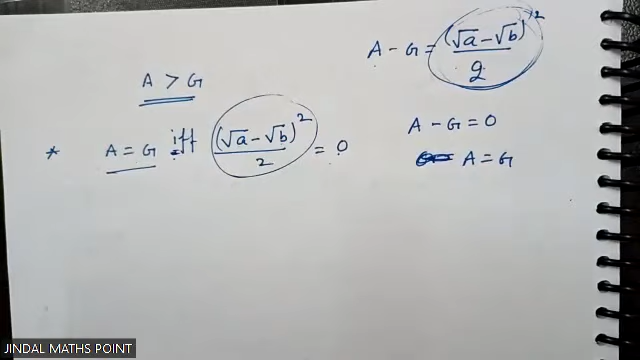 A - G = (√a - √b)² / 2
A > G
* A = G iff (√a - √b)² / 2 = 0
A - G = 0
A = G
JINDAL MATHS POINT